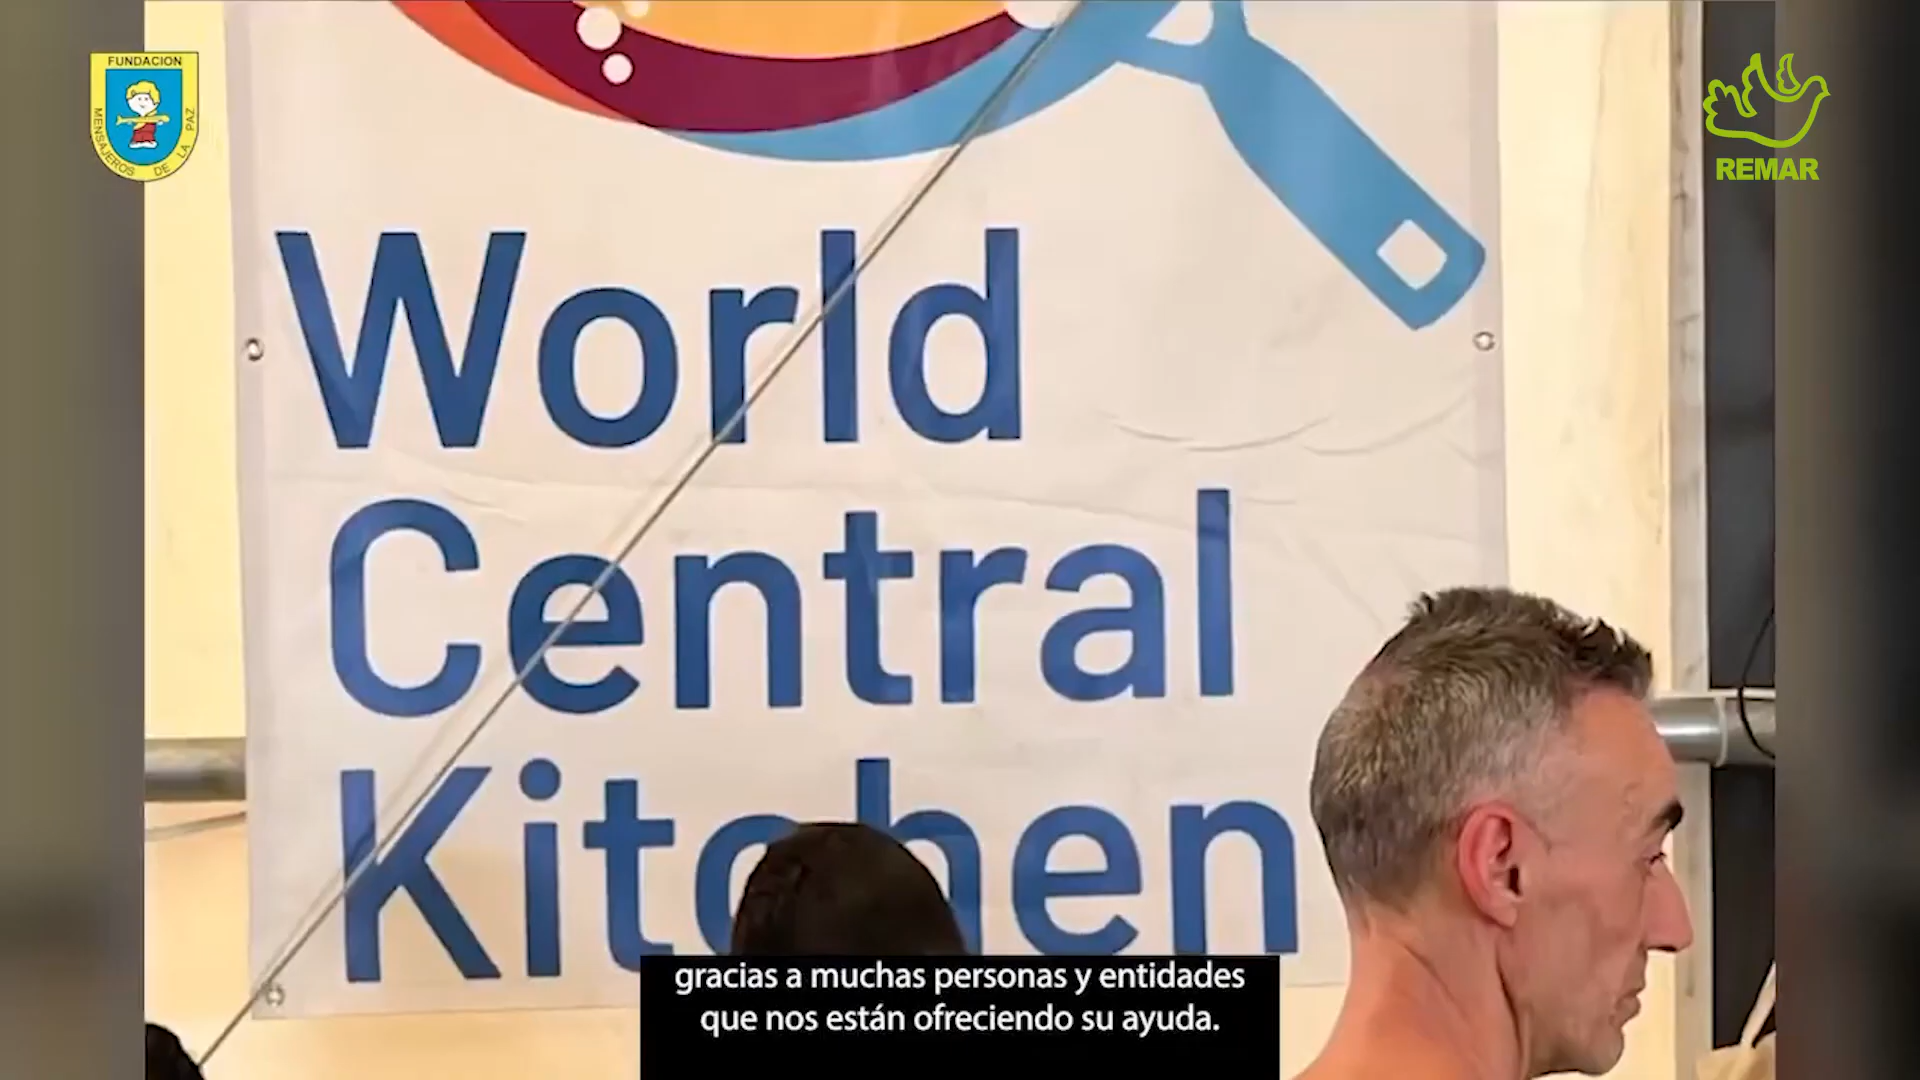 FUNDACION
MENSAJEROS DE LA PAZ
REMAR
World
Central
Kitchen
gracias a muchas personas y entidades
que nos están ofreciendo su ayuda.